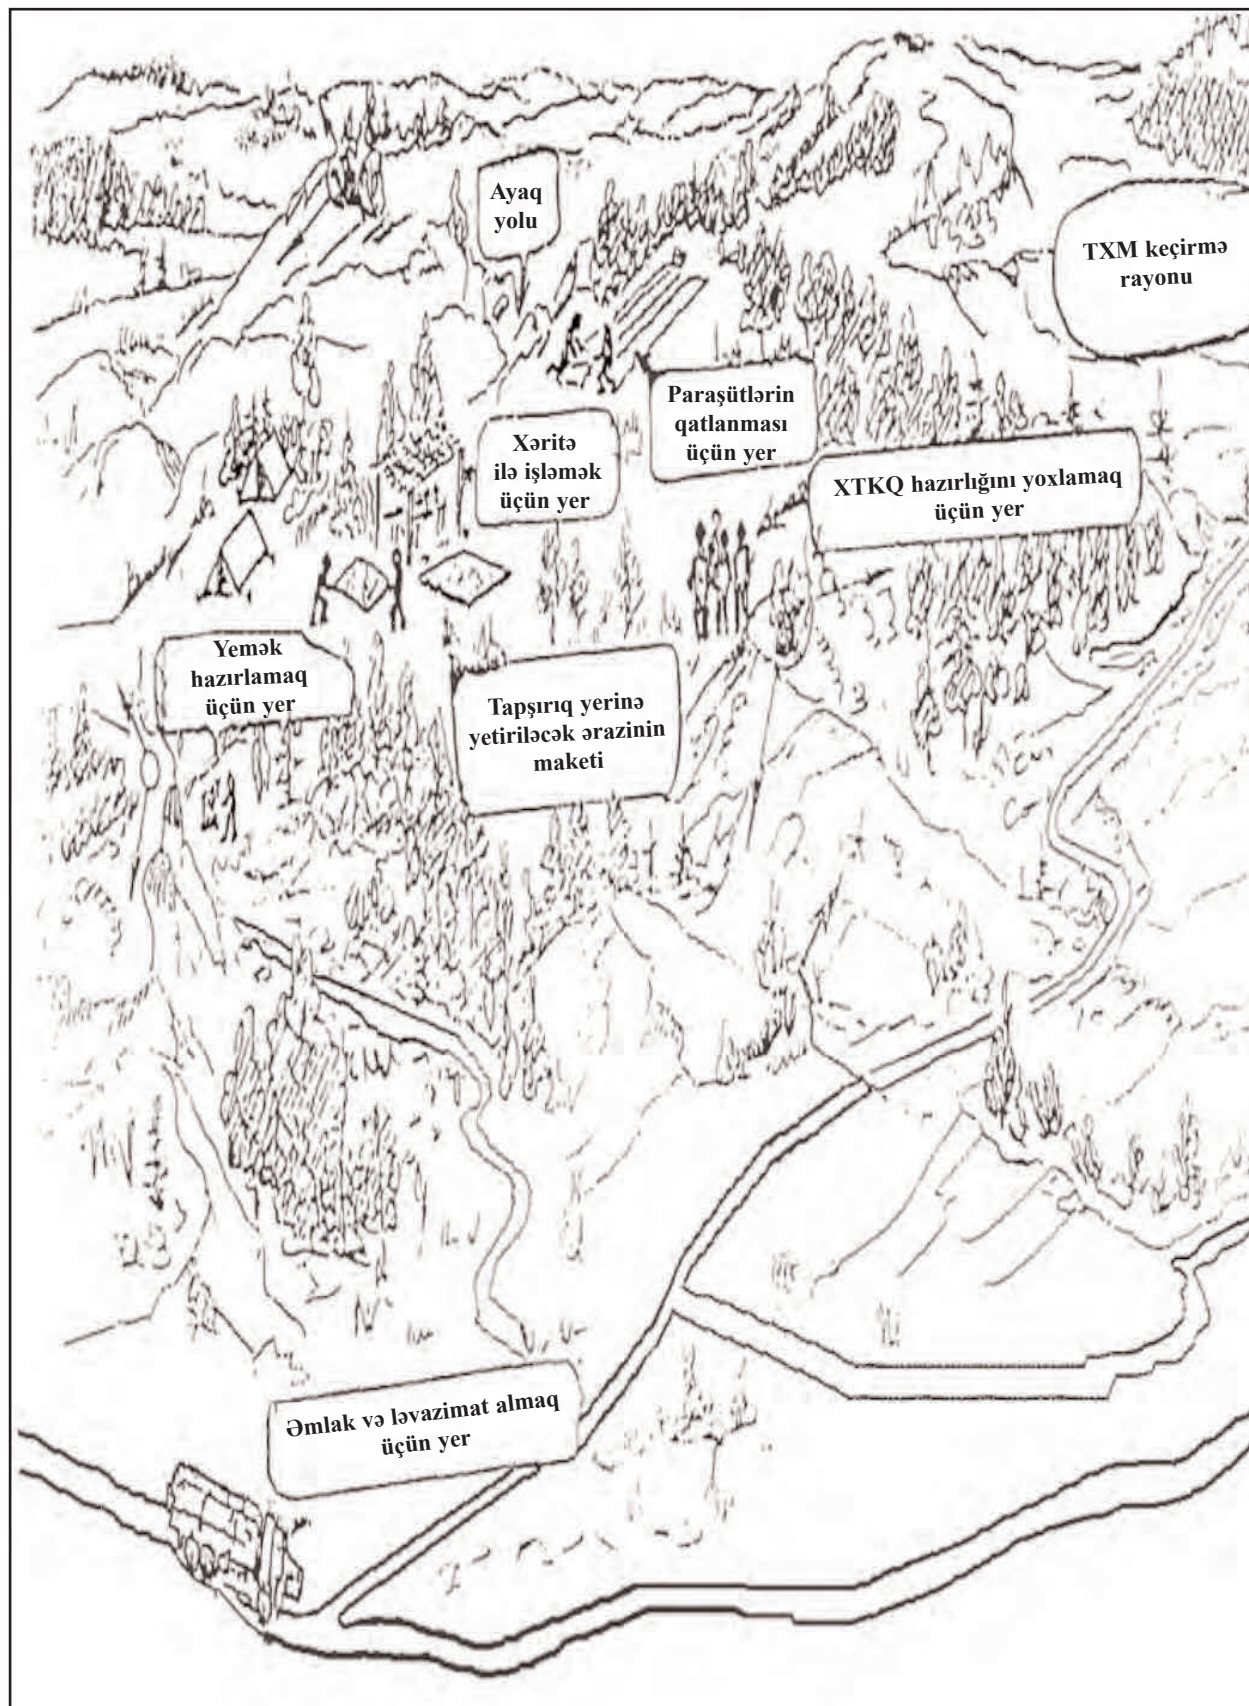 Ayaq
yolu
TXM keçirmə
rayonu
Paraşütlərin
qatlanması
üçün yer
Xəritə
ilə işləmək
üçün yer
XTKQ hazırlığını yoxlamaq
üçün yer
Yemək
hazırlamaq
üçün yer
Tapşırıq yerinə
yetiriləcək ərazinin
maketi
Əmlak və ləvazimat almaq
üçün yer